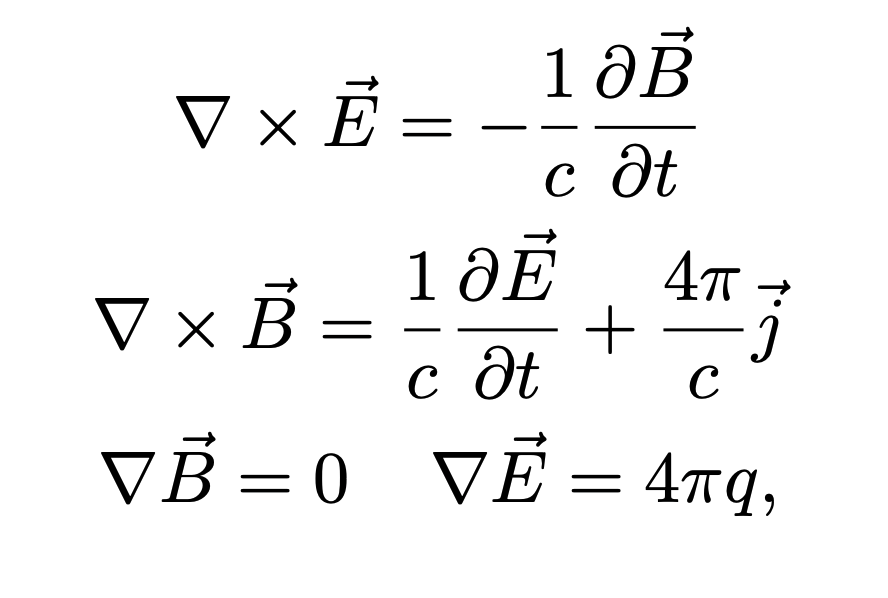 ∇ × E⃗ = −(1/c) ∂B⃗/∂t
∇ × B⃗ = (1/c) ∂E⃗/∂t + (4π/c) j⃗
∇B⃗ = 0  ∇E⃗ = 4πq,